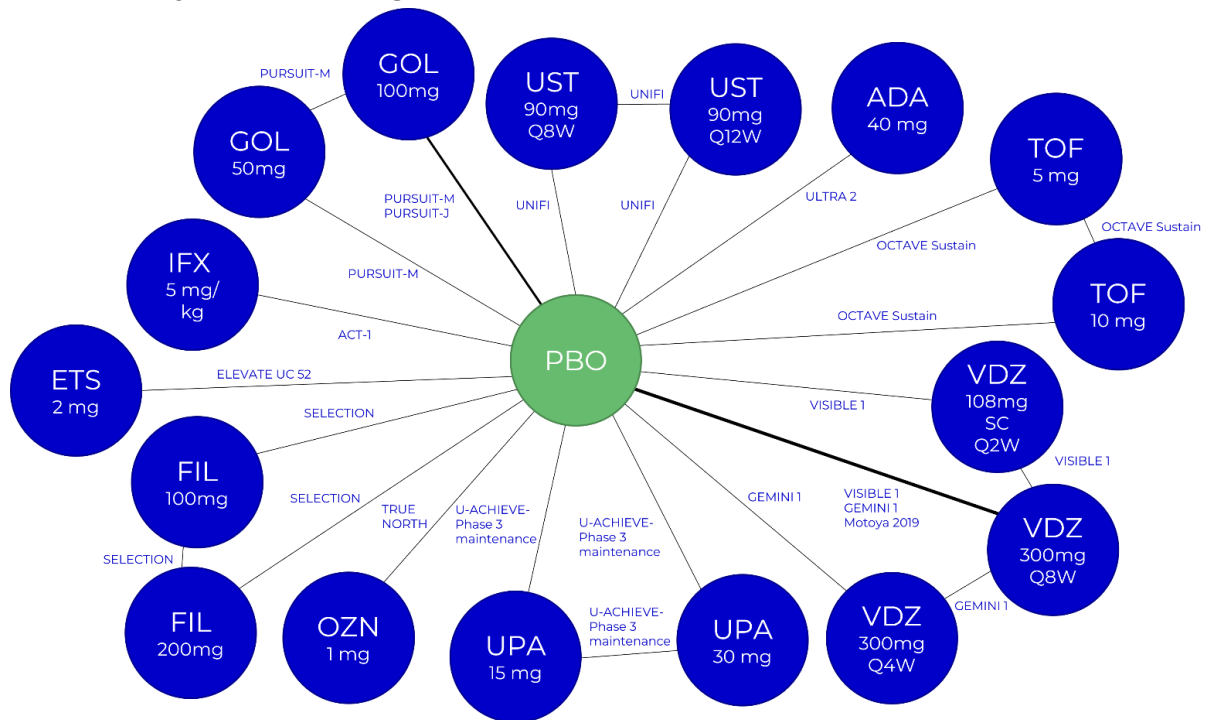 PURSUIT-M
GOL
100mg
GOL
50mg
UST
90mg
Q8W
UNIFI
UST
90mg
Q12W
ADA
40 mg
TOF
5 mg
PURSUIT-M
PURSUIT-J
UNIFI
UNIFI
ULTRA 2
OCTAVE Sustain
OCTAVE Sustain
IFX
5 mg/
kg
PURSUIT-M
TOF
10 mg
OCTAVE Sustain
ACT-1
PBO
ETS
2 mg
ELEVATE UC 52
VDZ
108mg
SC
Q2W
VISIBLE 1
SELECTION
VISIBLE 1
FIL
100mg
SELECTION
TRUE
NORTH
U-ACHIEVE-
Phase 3
maintenance
U-ACHIEVE-
Phase 3
maintenance
GEMINI 1
VISIBLE 1
GEMINI 1
Motoya 2019
VDZ
300mg
Q8W
SELECTION
FIL
200mg
OZN
1 mg
UPA
15 mg
U-ACHIEVE-
Phase 3
maintenance
UPA
30 mg
VDZ
300mg
Q4W
GEMINI 1